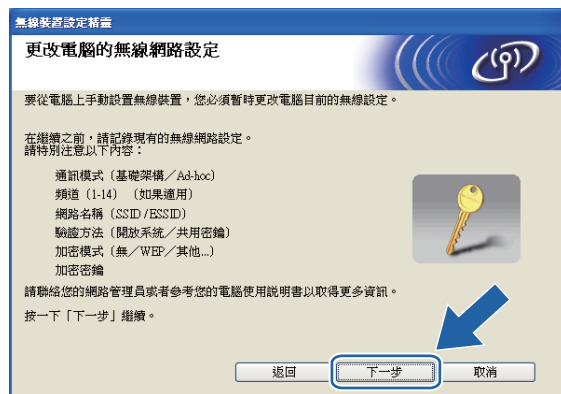 無線裝置設定精靈
更改電腦的無線網路設定
要從電腦上手動設置無線裝置，您必須暫時更改電腦目前的無線設定。
在繼續之前，請記錄現有的無線網路設定。
請特別注意以下內容：
通訊模式（基礎架構／Ad-hoc）
頻道（1-14）（如果適用）
網路名稱（SSID /ESSID）
驗證方法（開放系統／共用密鑰）
加密模式（無／WEP／其他...）
加密密鑰
請聯絡您的網路管理員或者參考您的電腦使用說明書以取得更多資訊。
按一下「下一步」繼續。
返回 下一步 取消